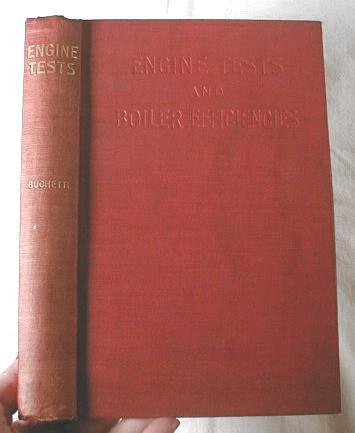 ENGINE
TESTS
BUCHETTI
ENGINE TESTS
AND
BOILER EFFICIENCIES